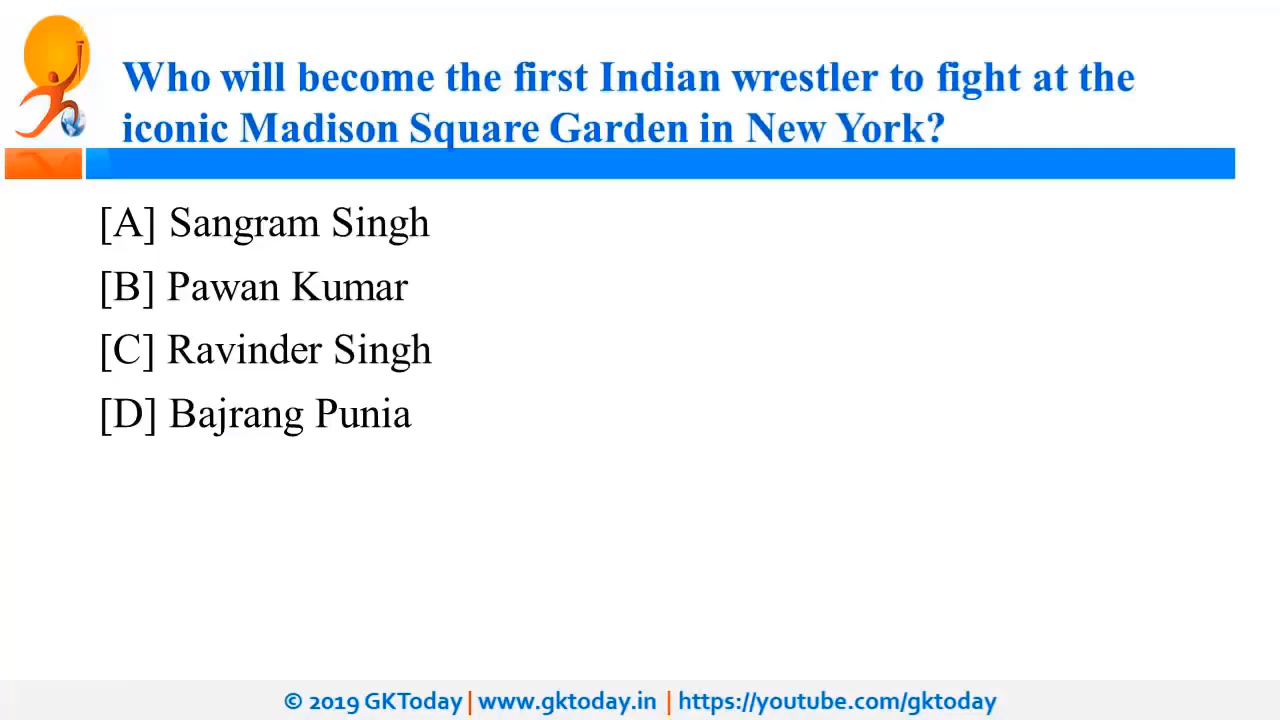 Who will become the first Indian wrestler to fight at the
iconic Madison Square Garden in New York?
[A] Sangram Singh
[B] Pawan Kumar
[C] Ravinder Singh
[D] Bajrang Punia
© 2019 GKToday | www.gktoday.in | https://youtube.com/gktoday